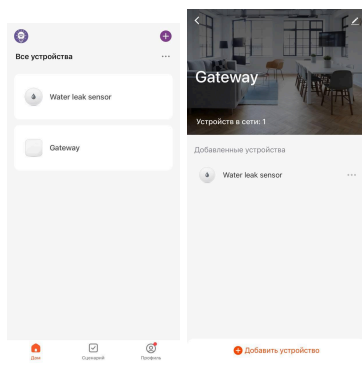 Все устройства
Water leak sensor
Gateway
Дом
Сценарий
Профиль
Gateway
Устройств в сети: 1
Добавленные устройства
Water leak sensor
Добавить устройство